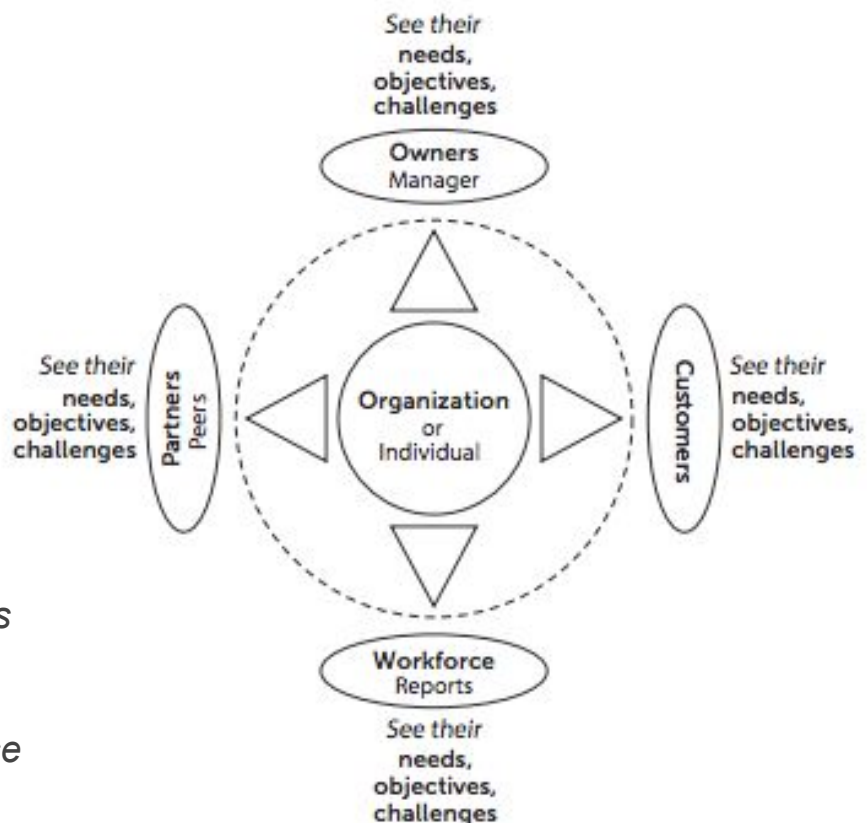 See their
needs,
objectives,
challenges
Owners
Manager
See their
needs,
objectives,
challenges
Partners
Peers
Organization
or
Individual
Customers
See their
needs,
objectives,
challenges
Workforce
Reports
See their
needs,
objectives,
challenges